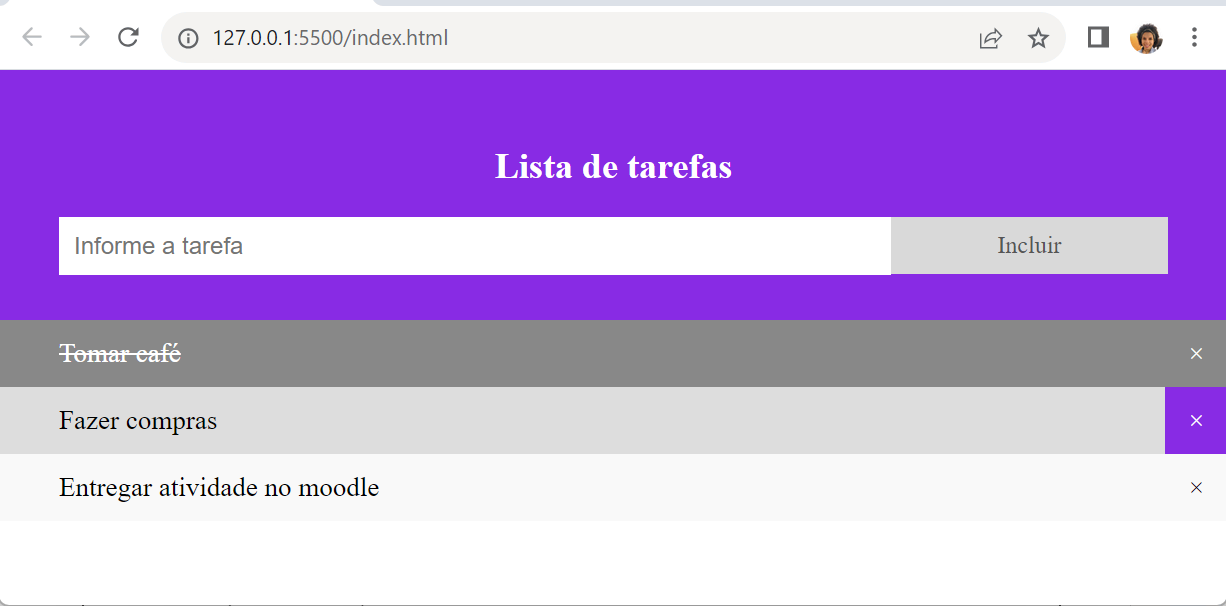 127.0.0.1:5500/index.html
Lista de tarefas
Informe a tarefa
Incluir
Tomar café
×
Fazer compras
×
Entregar atividade no moodle
×